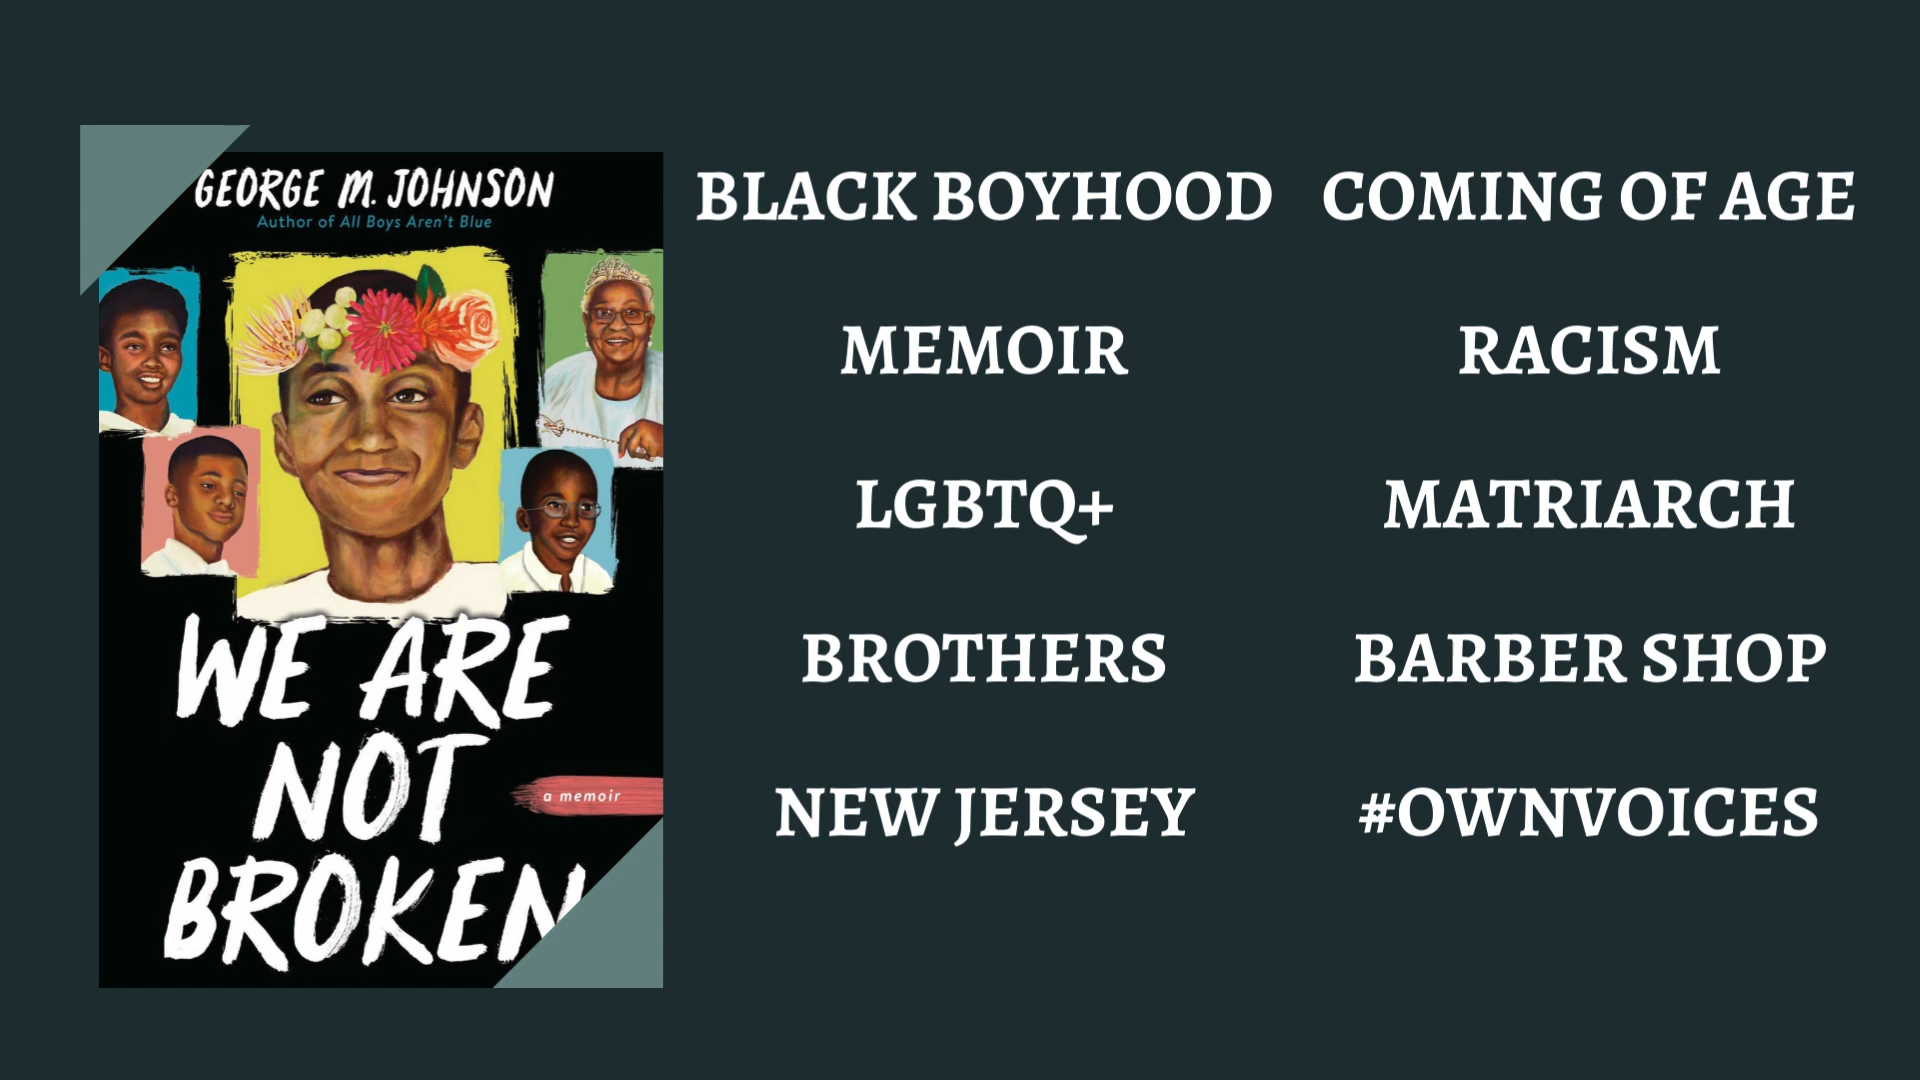 GEORGE M. JOHNSON
Author of All Boys Aren't Blue
WE ARE
NOT
a memoir
BROKEN
BLACK BOYHOOD
COMING OF AGE
MEMOIR
RACISM
LGBTQ+
MATRIARCH
BROTHERS
BARBER SHOP
NEW JERSEY
#OWNVOICES